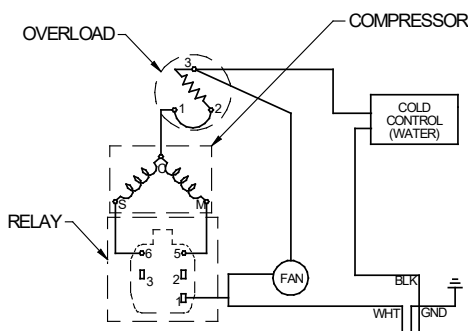 COMPRESSOR
OVERLOAD
3
1
2
COLD
CONTROL
(WATER)
C
S
M
RELAY
6
5
3
2
1
FAN
BLK
WHT
GND